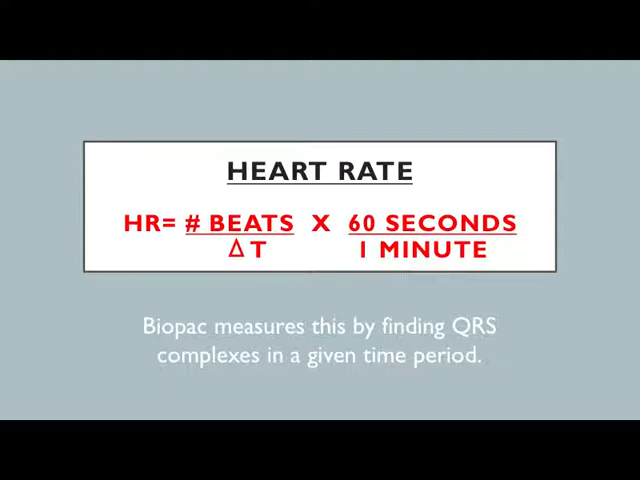 HEART RATE
HR= # BEATS X 60 SECONDS
Δ T 1 MINUTE
Biopac measures this by finding QRS
complexes in a given time period.